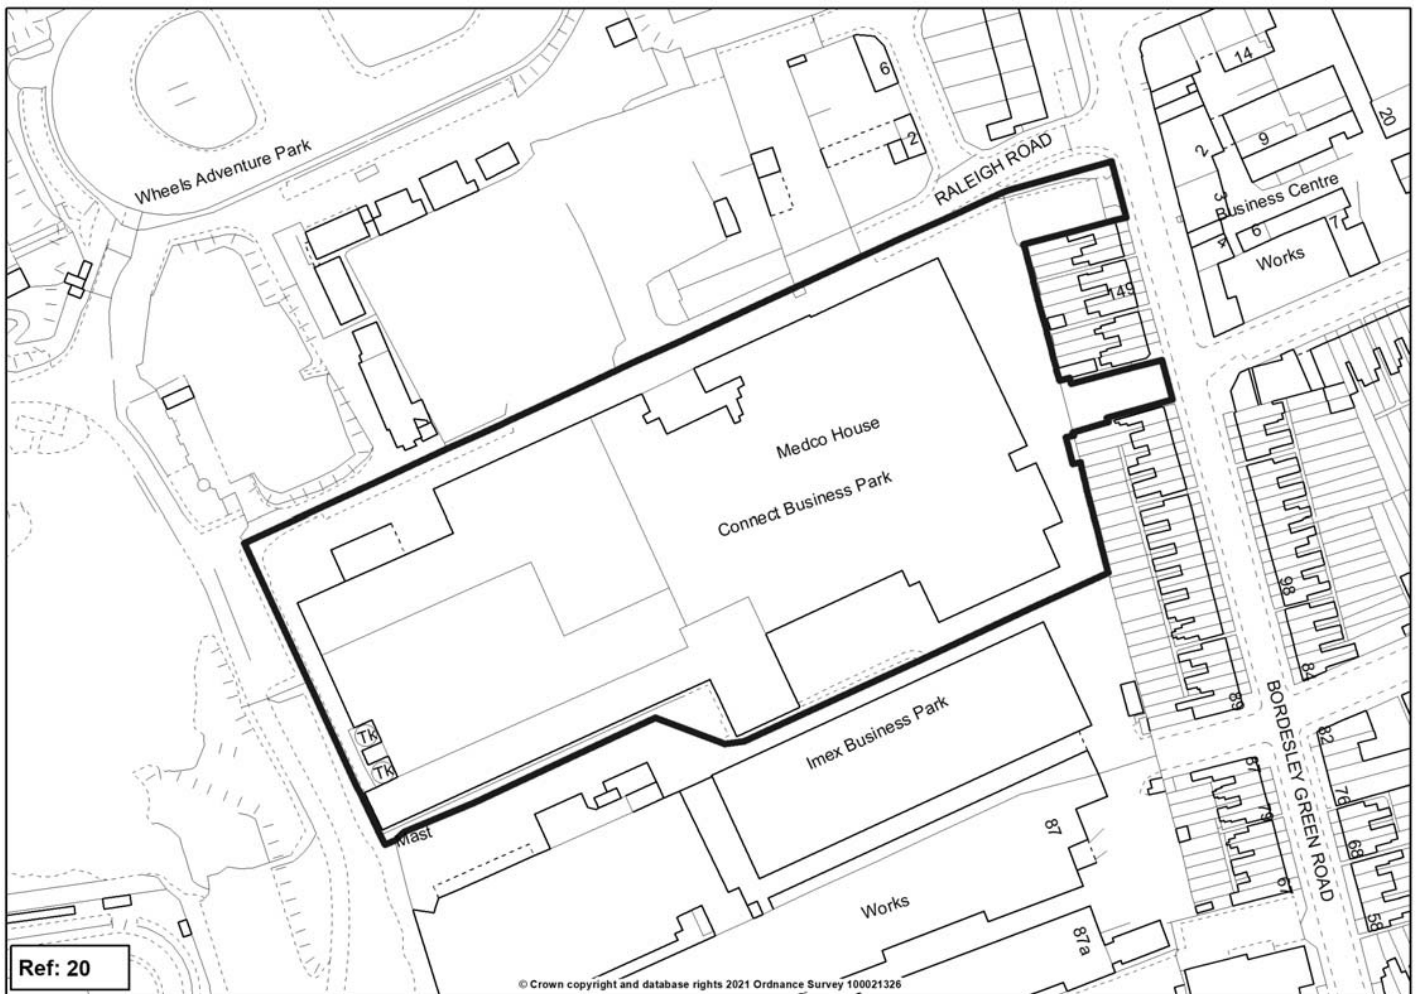 14
6
20
9
2
RALEIGH ROAD
2
Wheels Adventure Park
Business Centre
3
6
7
4
Works
149
Medco House
Connect Business Park
98
84
89
BORDESLEY GREEN ROAD
Imex Business Park
TK
TK
82
87
76
79
Mast
87
68
67
Works
58
87a
Ref: 20
© Crown copyright and database rights 2021 Ordnance Survey 100021326